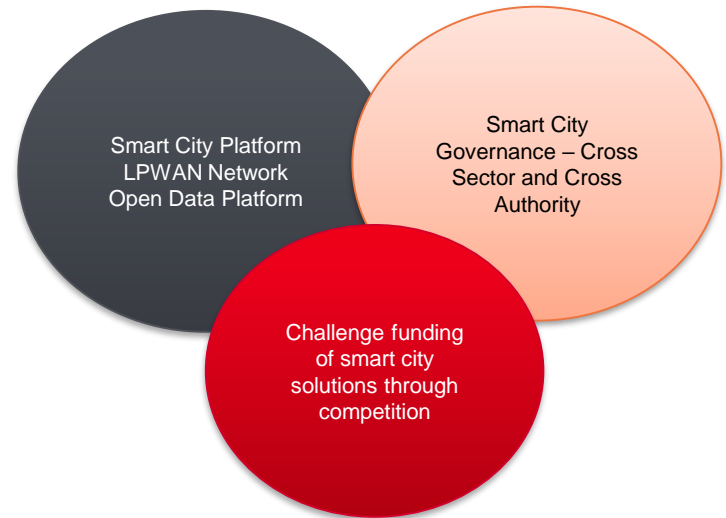 Smart City Platform
LPWAN Network
Open Data Platform
Smart City
Governance – Cross
Sector and Cross
Authority
Challenge funding
of smart city
solutions through
competition